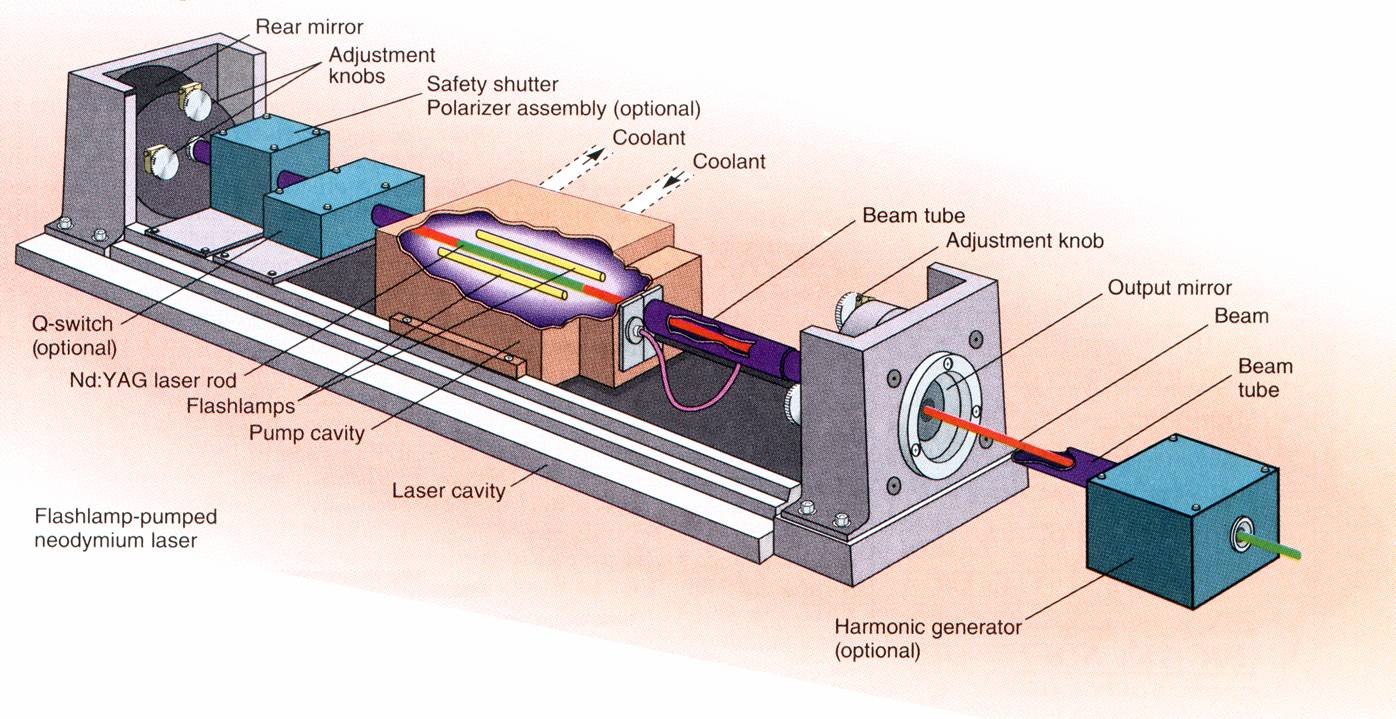 Rear mirror
Adjustment
knobs
Safety shutter
Polarizer assembly (optional)
Coolant
Coolant
Beam tube
Adjustment knob
Output mirror
Beam
Beam
tube
Q-switch
(optional)
Nd:YAG laser rod
Flashlamps
Pump cavity
Laser cavity
Flashlamp-pumped
neodymium laser
Harmonic generator
(optional)